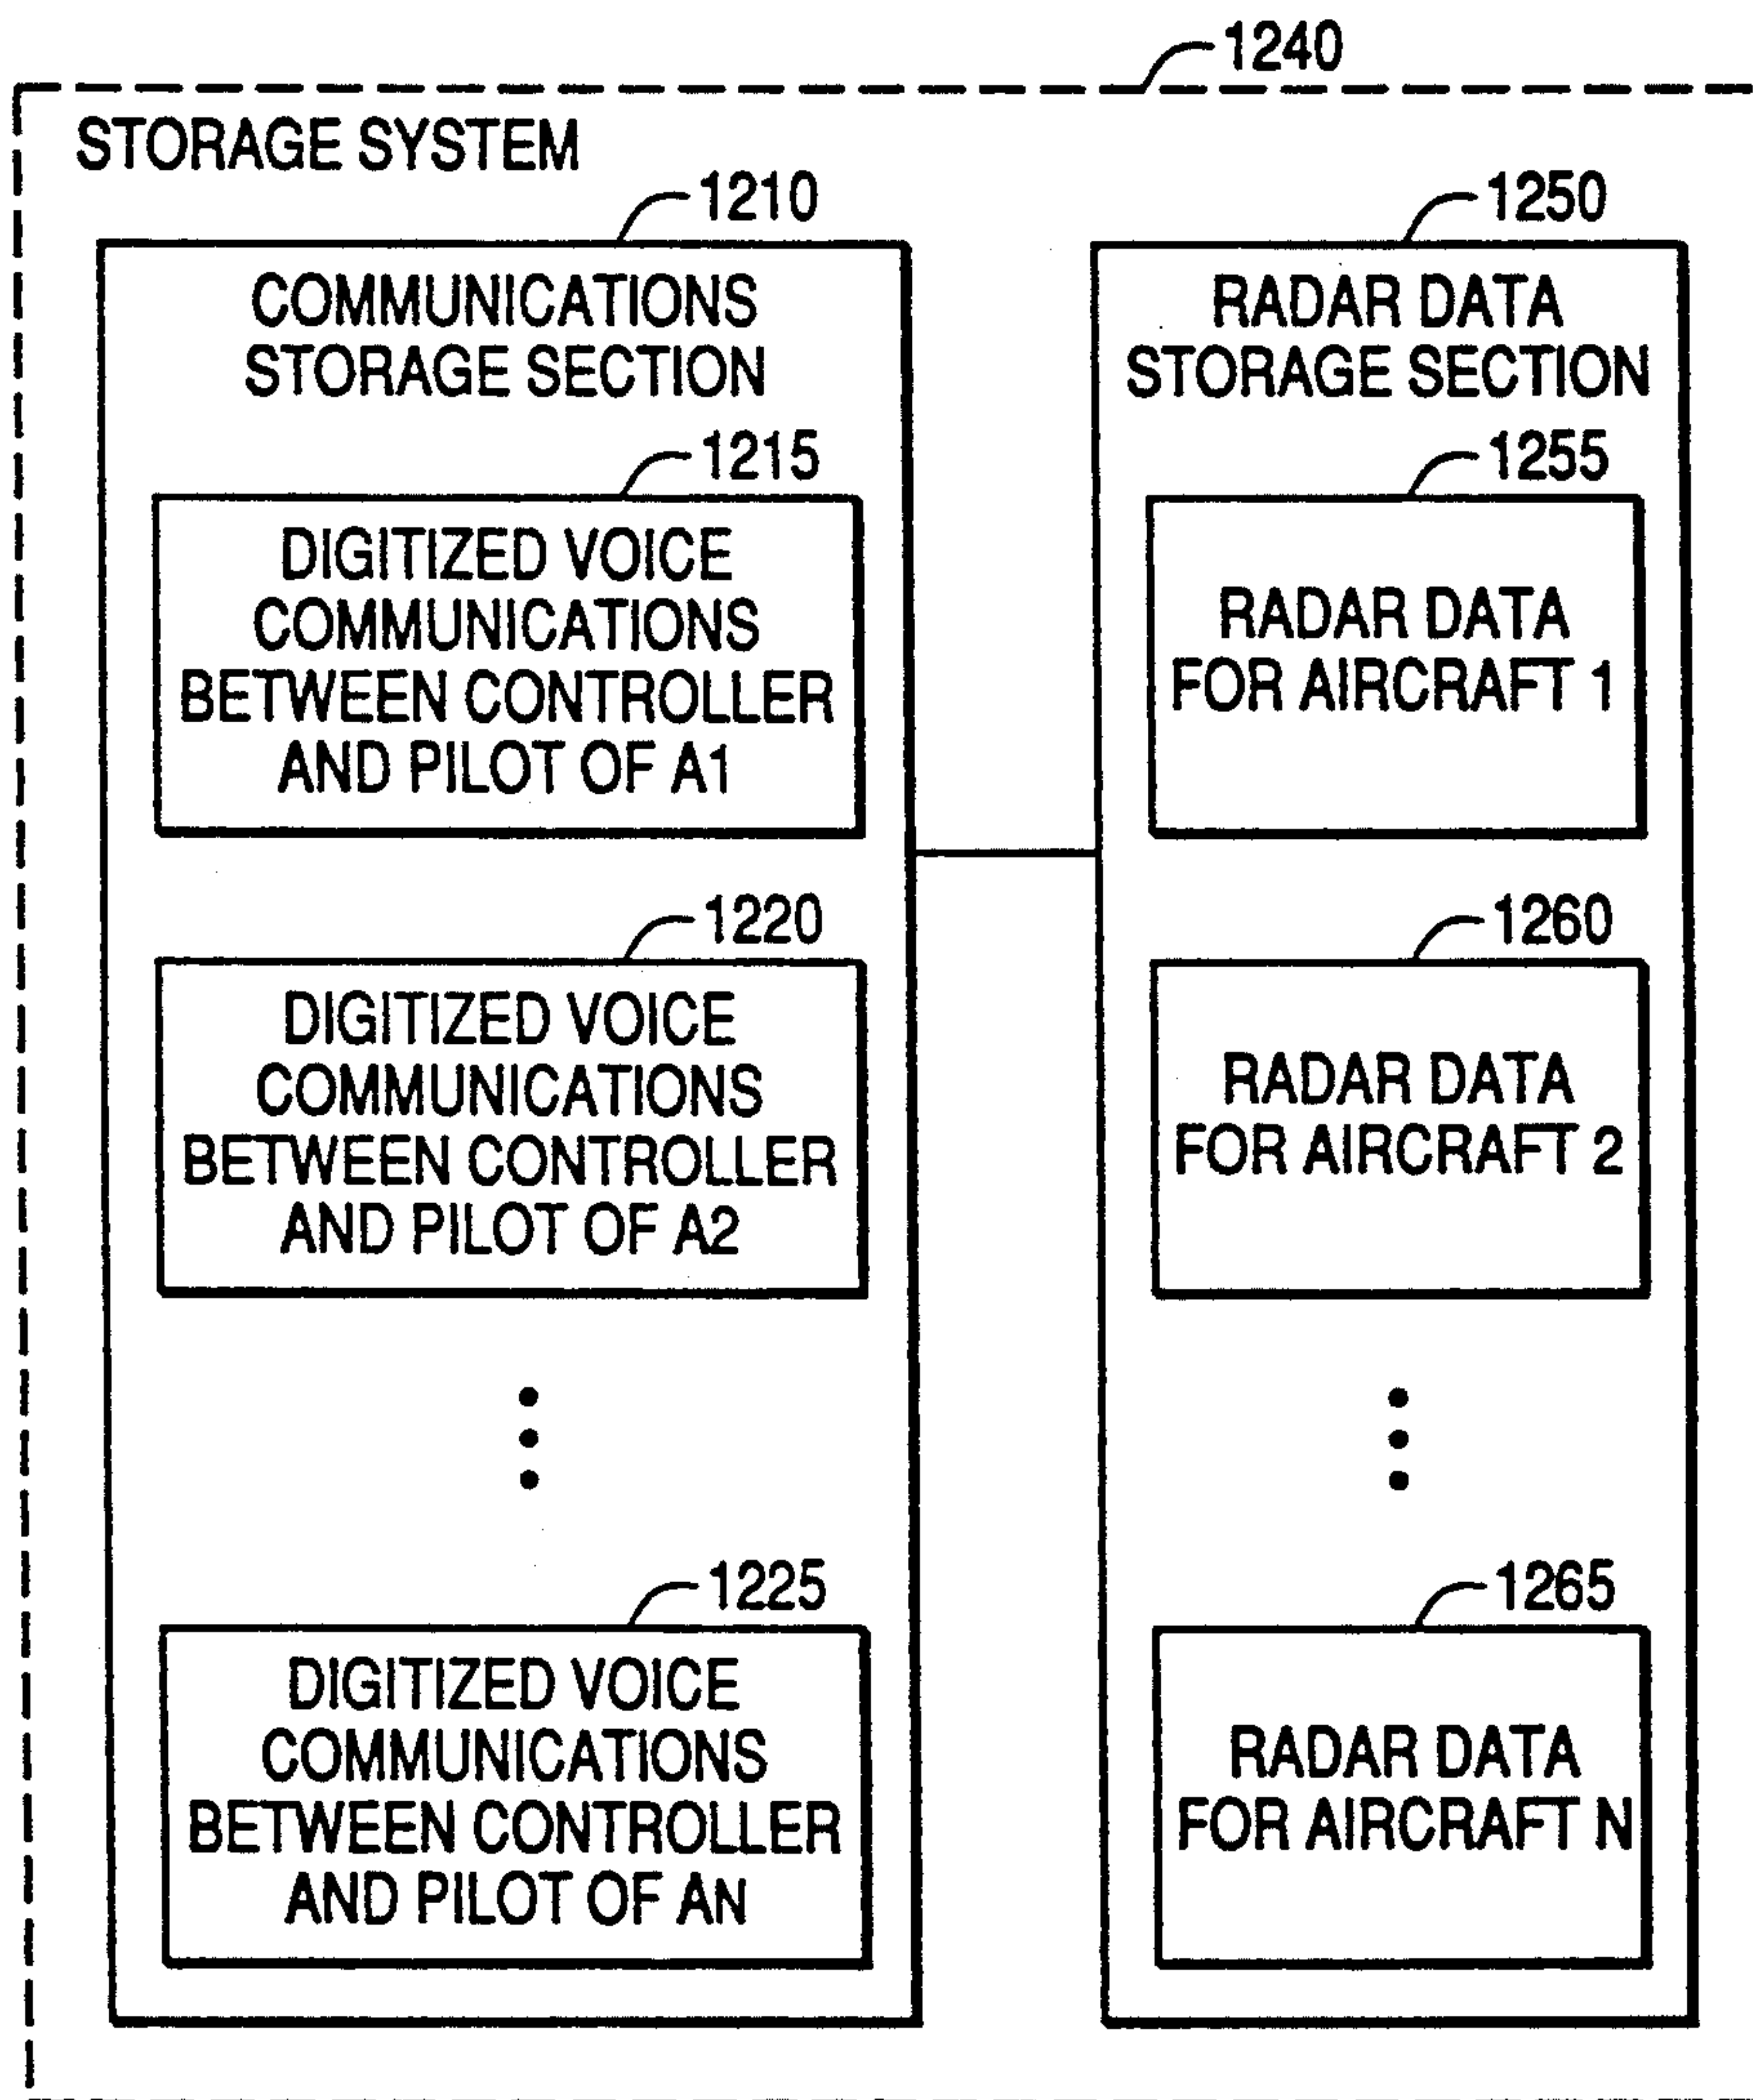 1240
STORAGE SYSTEM
1210
COMMUNICATIONS
STORAGE SECTION
1215
DIGITIZED VOICE
COMMUNICATIONS
BETWEEN CONTROLLER
AND PILOT OF A1
1220
DIGITIZED VOICE
COMMUNICATIONS
BETWEEN CONTROLLER
AND PILOT OF A2
1225
DIGITIZED VOICE
COMMUNICATIONS
BETWEEN CONTROLLER
AND PILOT OF AN
1250
RADAR DATA
STORAGE SECTION
1255
RADAR DATA
FOR AIRCRAFT 1
1260
RADAR DATA
FOR AIRCRAFT 2
1265
RADAR DATA
FOR AIRCRAFT N